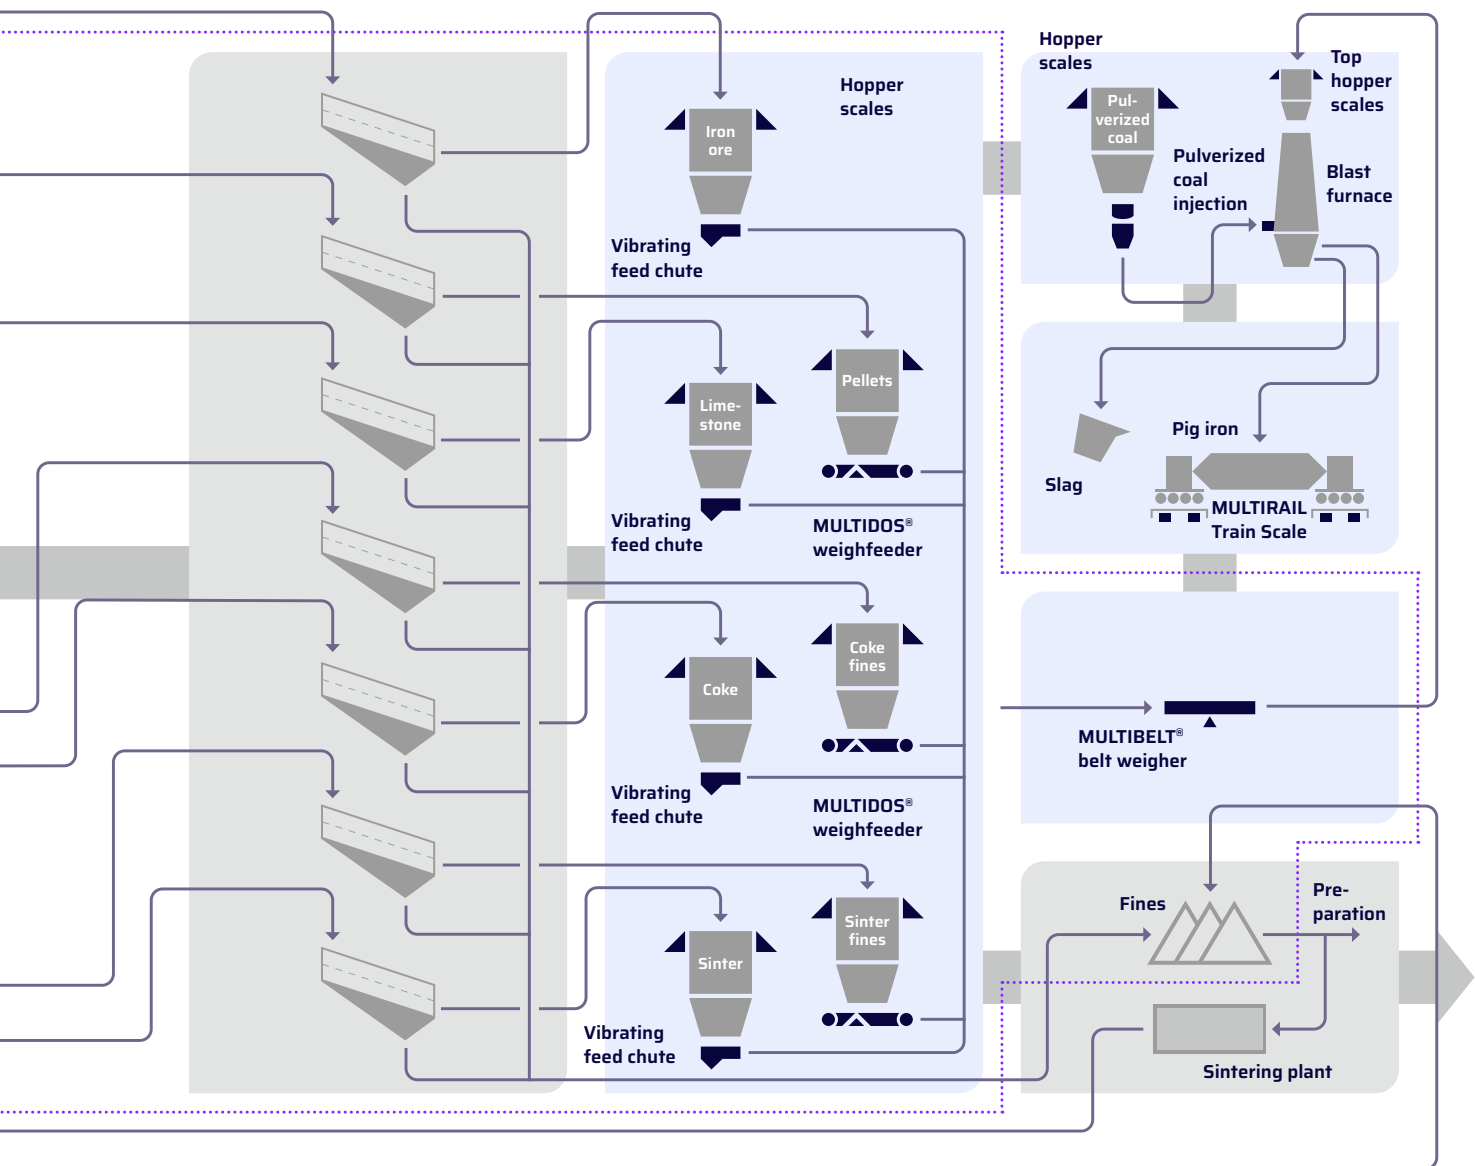 Hopper
scales
Iron
ore
Vibrating
feed chute
Pellets
Lime-
stone
Vibrating
feed chute
MULTIDOS®
weighfeeder
Coke
fines
Coke
Vibrating
feed chute
MULTIDOS®
weighfeeder
Sinter
fines
Sinter
Vibrating
feed chute
Hopper
scales
Pul-
verized
coal
Top
hopper
scales
Pulverized
coal
injection
Blast
furnace
Pig iron
Slag
MULTIRAIL
Train Scale
MULTIBELT®
belt weigher
Fines
Pre-
paration
Sintering plant